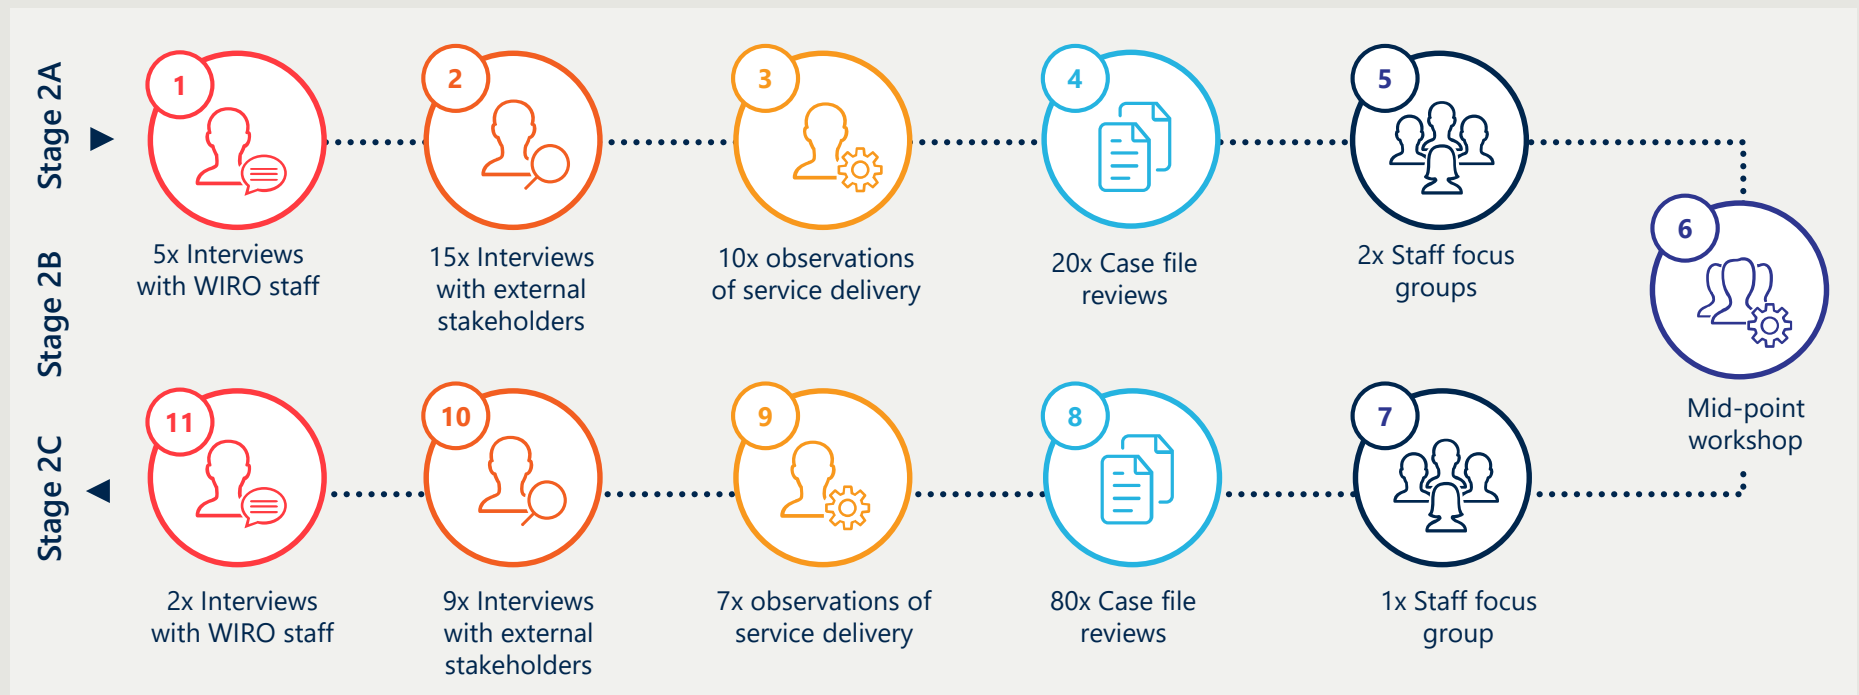 Stage 2A
1
2
3
4
5
5x Interviews
with WIRO staff
15x Interviews
with external
stakeholders
10x observations
of service delivery
20x Case file
reviews
2x Staff focus
groups
Stage 2B
6
Mid-point
workshop
Stage 2C
11
10
9
8
7
2x Interviews
with WIRO staff
9x Interviews
with external
stakeholders
7x observations of
service delivery
80x Case file
reviews
1x Staff focus
group